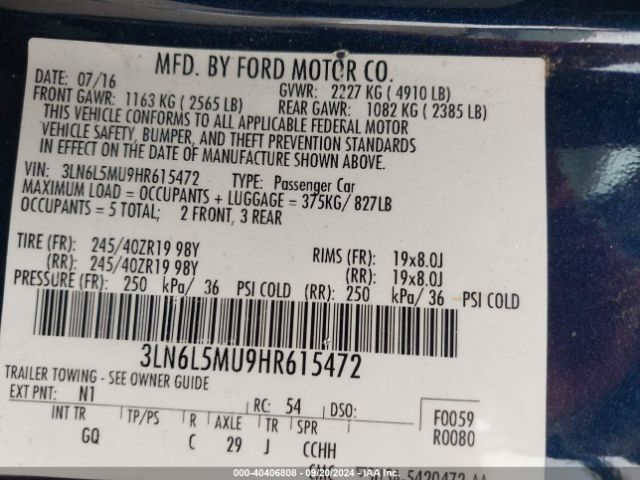 MFD. BY FORD MOTOR CO.
DATE: 07/16 GVWR: 2227 KG ( 4910 LB)
FRONT GAWR: 1163 KG ( 2565 LB) REAR GAWR: 1082 KG ( 2385 LB)
THIS VEHICLE CONFORMS TO ALL APPLICABLE FEDERAL MOTOR
VEHICLE SAFETY, BUMPER, AND THEFT PREVENTION STANDARDS
IN EFFECT ON THE DATE OF MANUFACTURE SHOWN ABOVE.
VIN: 3LN6L5MU9HR615472 TYPE: Passenger Car
MAXIMUM LOAD = OCCUPANTS + LUGGAGE = 375KG/ 827LB
OCCUPANTS = 5 TOTAL; 2 FRONT, 3 REAR
TIRE (FR): 245/40ZR19 98Y RIMS (FR): 19x8.0J
(RR): 245/40ZR19 98Y (RR): 19x8.0J
PRESSURE (FR): 250 kPa/ 36 PSI COLD (RR): 250 kPa/ 36 PSI COLD
3LN6L5MU9HR615472
TRAILER TOWING - SEE OWNER GUIDE
EXT PNT: N1 RC: 54 DSO: F0059
INT TR TP/PS R AXLE TR SPR R0080
GQ C 29 J CCHH
000-40406808 - 09/20/2024 -